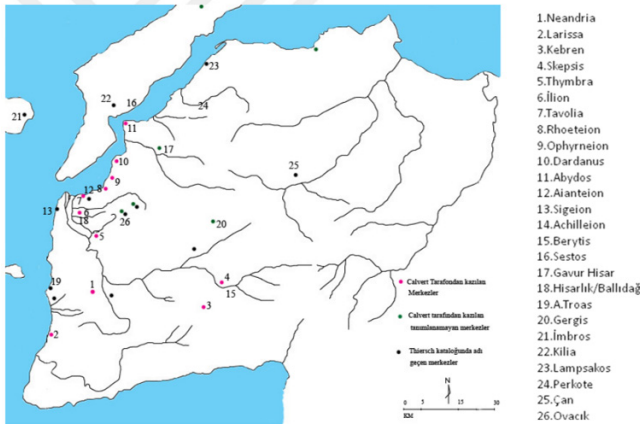 23
22
16
24
21
11
17
10
25
9
12
8
7
13
6
18
26
20
5
19
1
4
15
3
2
Calvert Tarafından kazılan
Merkezler
Calvert tarafından kazılan
tanımlanamayan merkezler
Thiersch kataloğunda adı
geçen merkezler
N
0 5 15 30
KM
1.Neandria
2.Larissa
3.Kebren
4.Skepsis
5.Thymbra
6.İlion
7.Tavolia
8.Rhoeteion
9.Ophryneion
10.Dardanus
11.Abydos
12.Aianteion
13.Sigeion
14.Achilleion
15.Berytis
16.Sestos
17.Gavur Hisar
18.Hisarlık/Ballıdağ
19.A.Troas
20.Gergis
21.İmbros
22.Kilia
23.Lampsakos
24.Perkote
25.Çan
26.Ovacık